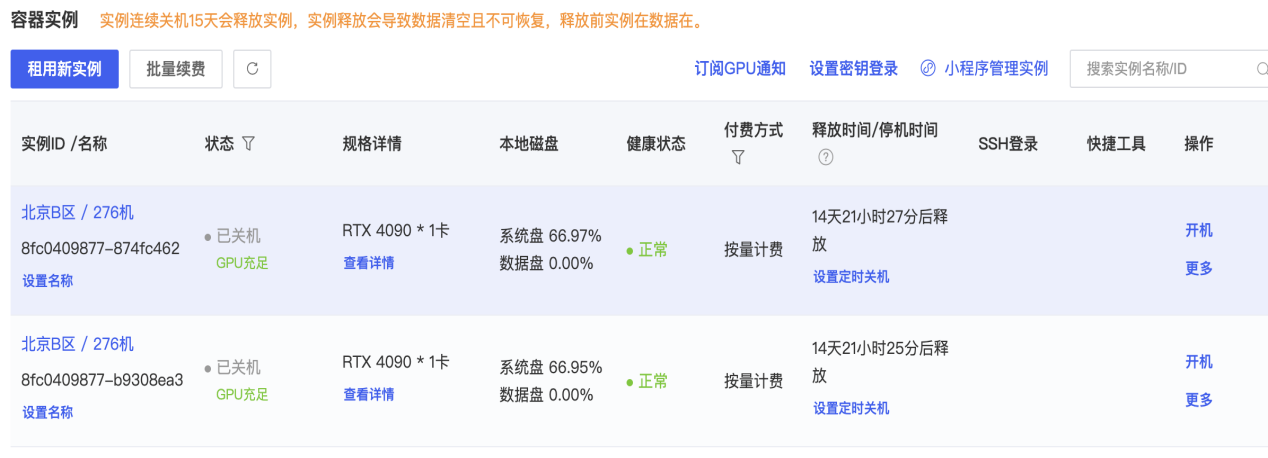 容器实例 实例连续关机15天会释放实例，实例释放会导致数据清空且不可恢复，释放前实例在数据在。
租用新实例 批量续费 订阅GPU通知 设置密钥登录 小程序管理实例 搜索实例名称/ID
实例ID /名称 状态 规格详情 本地磁盘 健康状态 付费方式 释放时间/停机时间 SSH登录 快捷工具 操作
北京B区 / 276机
8fc0409877-874fc462
设置名称
已关机
GPU充足
RTX 4090 * 1卡
查看详情
系统盘 66.97%
数据盘 0.00%
正常
按量计费
14天21小时27分后释
放
设置定时关机
开机
更多
北京B区 / 276机
8fc0409877-b9308ea3
设置名称
已关机
GPU充足
RTX 4090 * 1卡
查看详情
系统盘 66.95%
数据盘 0.00%
正常
按量计费
14天21小时25分后释
放
设置定时关机
开机
更多